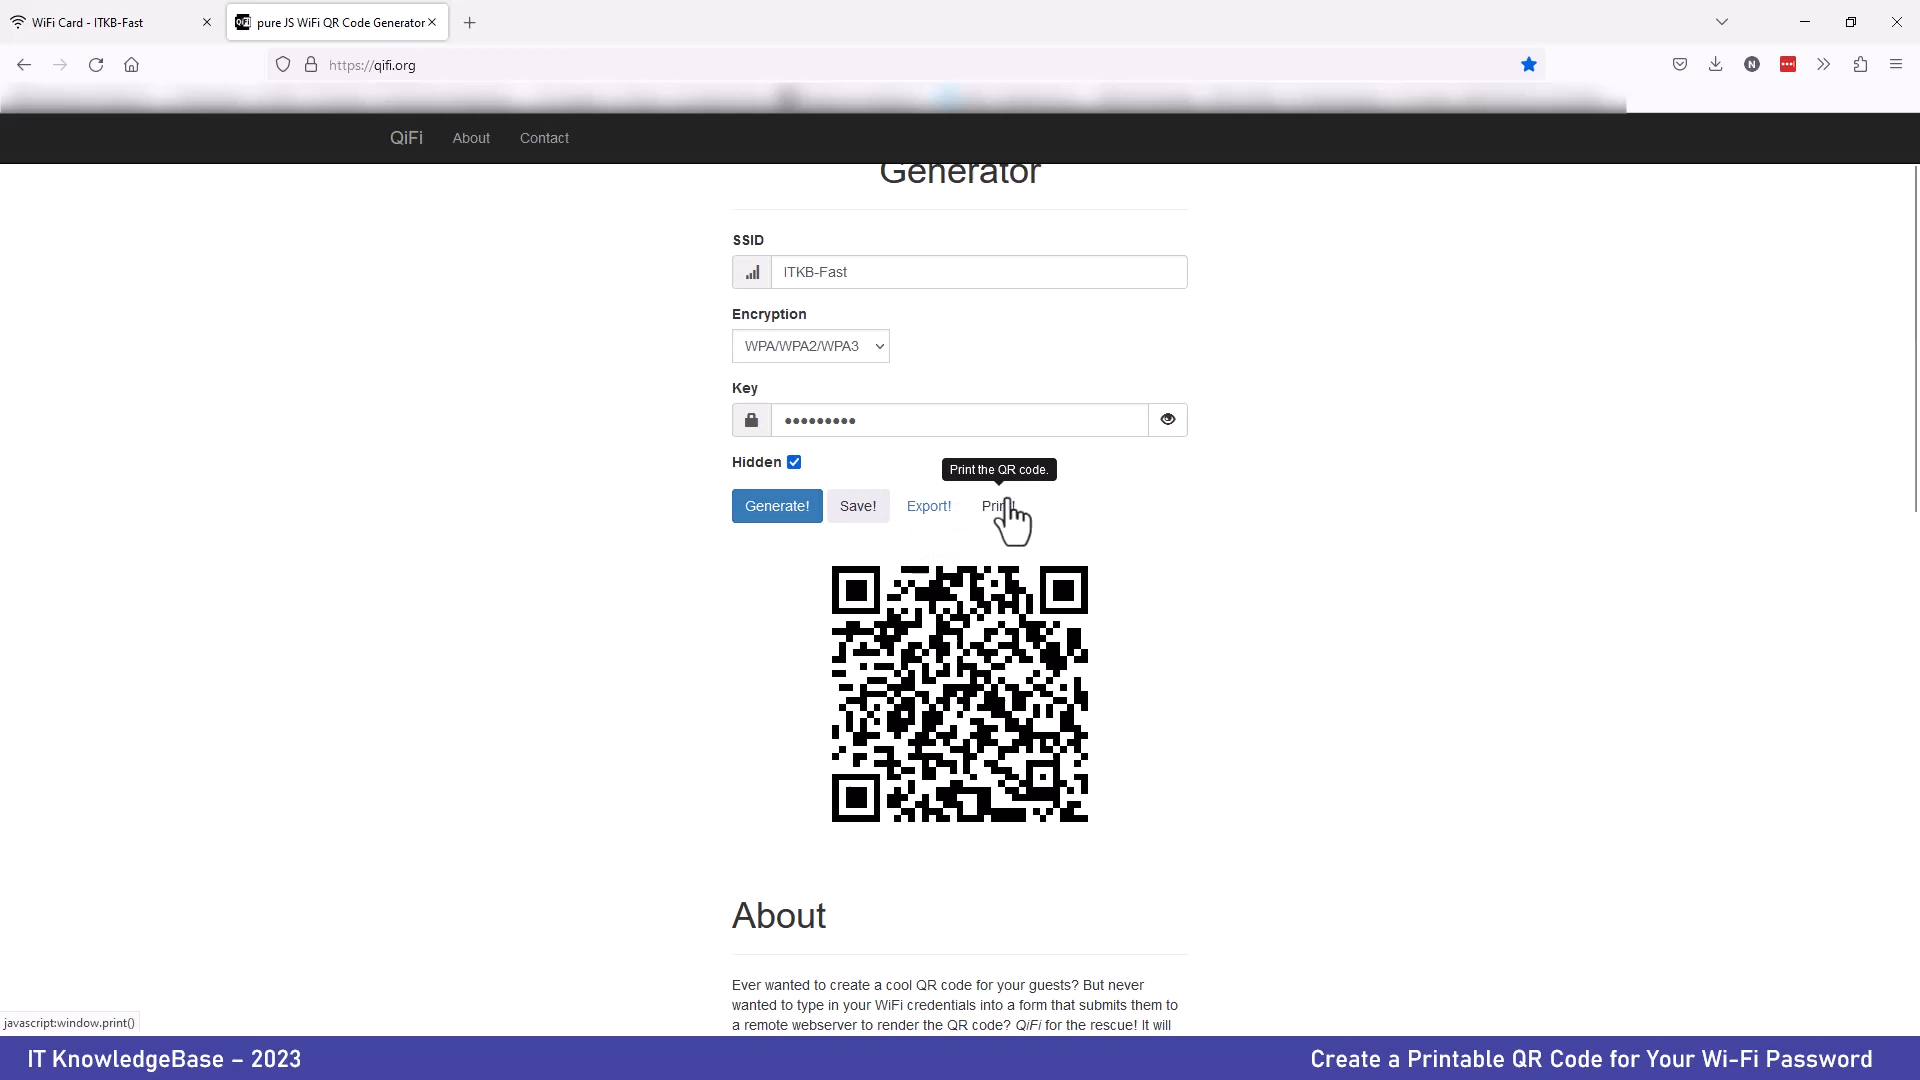 WiFi Card - ITKB-Fast
QiFi
pure JS WiFi QR Code Generator
https://qifi.org
N
QiFi
About
Contact
Generator
SSID
ITKB-Fast
Encryption
WPA/WPA2/WPA3
Key
•••••••••
Hidden
Print the QR code.
Generate!
Save!
Export!
Print!
About
Ever wanted to create a cool QR code for your guests? But never
wanted to type in your WiFi credentials into a form that submits them to
a remote webserver to render the QR code? QiFi for the rescue! It will
javascript:window.print()
IT KnowledgeBase – 2023
Create a Printable QR Code for Your Wi-Fi Password